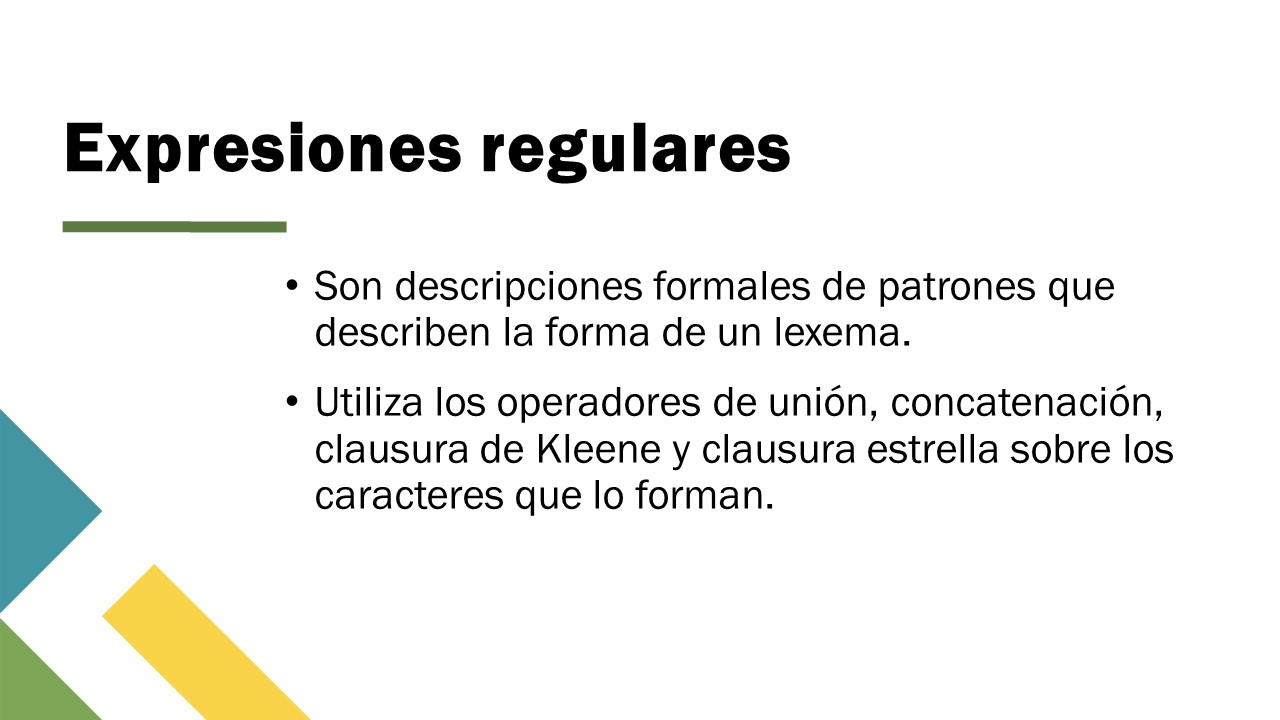 Expresiones regulares
• Son descripciones formales de patrones que
describen la forma de un lexema.
• Utiliza los operadores de unión, concatenación,
clausura de Kleene y clausura estrella sobre los
caracteres que lo forman.